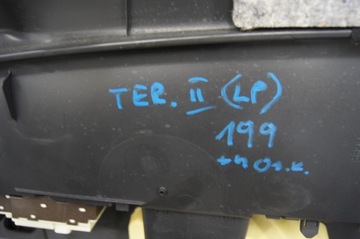 TER. II (LP)
199